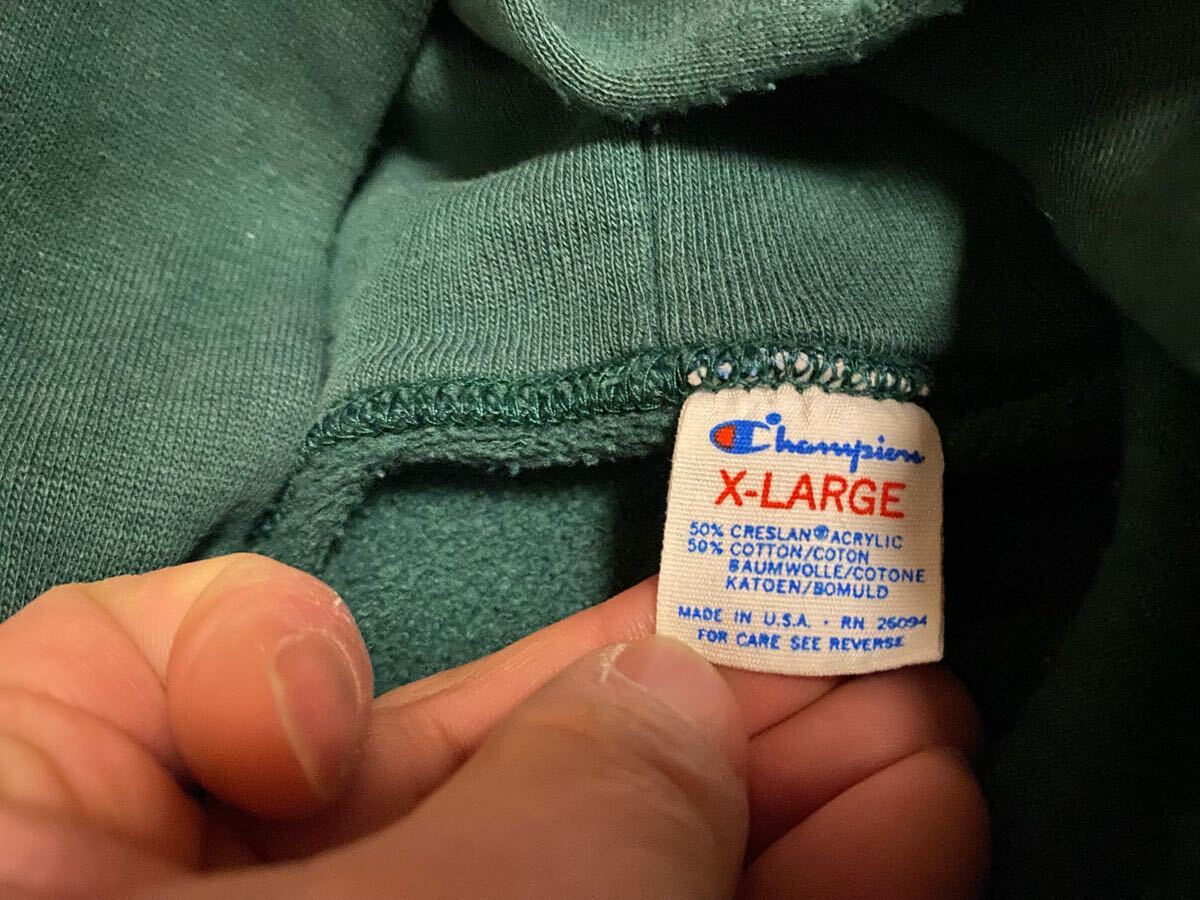 Champion
X-LARGE
50% CRESLAN® ACRYLIC
50% COTTON/COTON
BAUMWOLLE/COTONE
KATOEN/BOMULD
MADE IN U.S.A. · RN 26094
FOR CARE SEE REVERSE